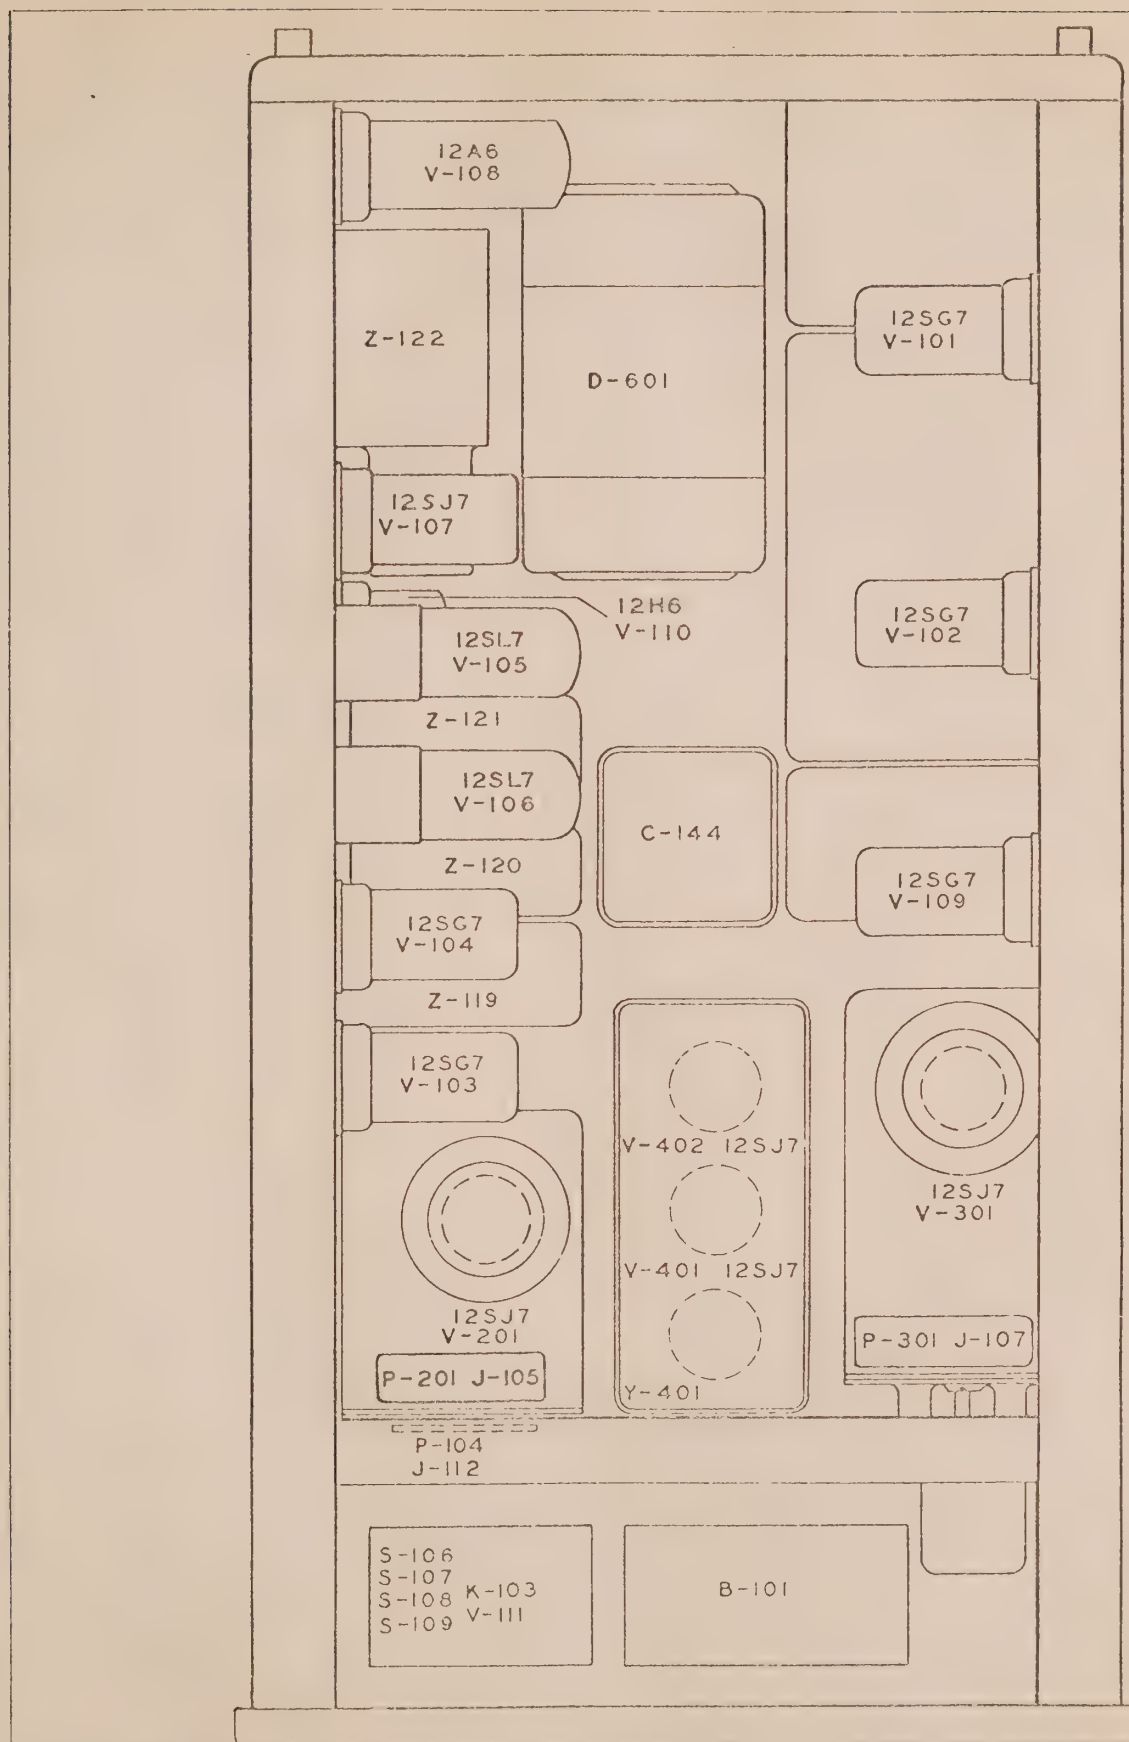 12A6
V-108
Z-122
12SG7
V-101
D-601
12SJ7
V-107
12H6
V-110
12SG7
V-102
12SL7
V-105
Z-121
12SL7
V-106
C-144
Z-120
12SG7
V-109
12SG7
V-104
Z-119
12SG7
V-103
V-402 12SJ7
12SJ7
V-301
V-401 12SJ7
12SJ7
V-201
P-301 J-107
P-201 J-105
Y-401
P-104
J-112
S-106
S-107
S-108
S-109
K-103
V-111
B-101